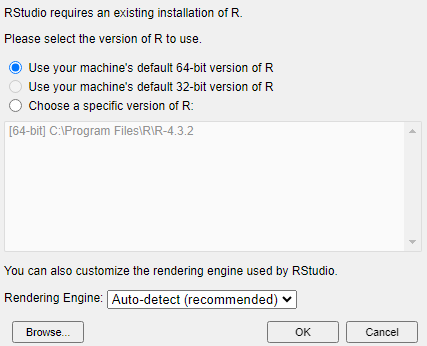 RStudio requires an existing installation of R.
Please select the version of R to use.
Use your machine's default 64-bit version of R
Use your machine's default 32-bit version of R
Choose a specific version of R:
[64-bit] C:\Program Files\R\R-4.3.2
You can also customize the rendering engine used by RStudio.
Rendering Engine: Auto-detect (recommended)
Browse... OK Cancel